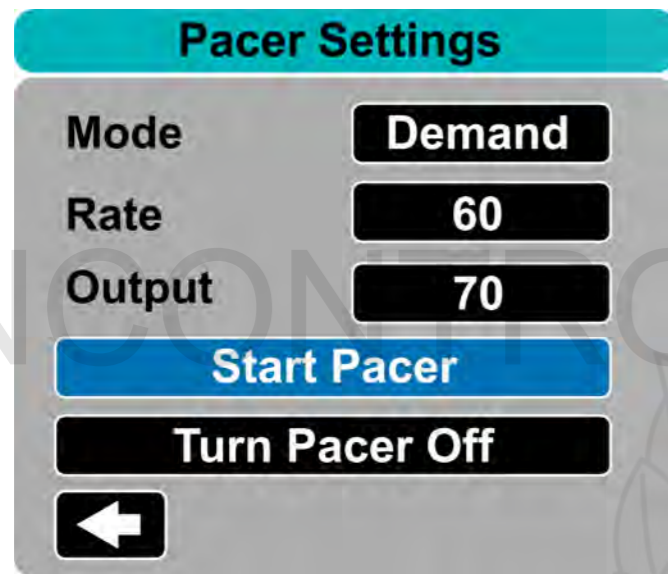 Pacer Settings
Mode Demand
Rate 60
Output 70
Start Pacer
Turn Pacer Off